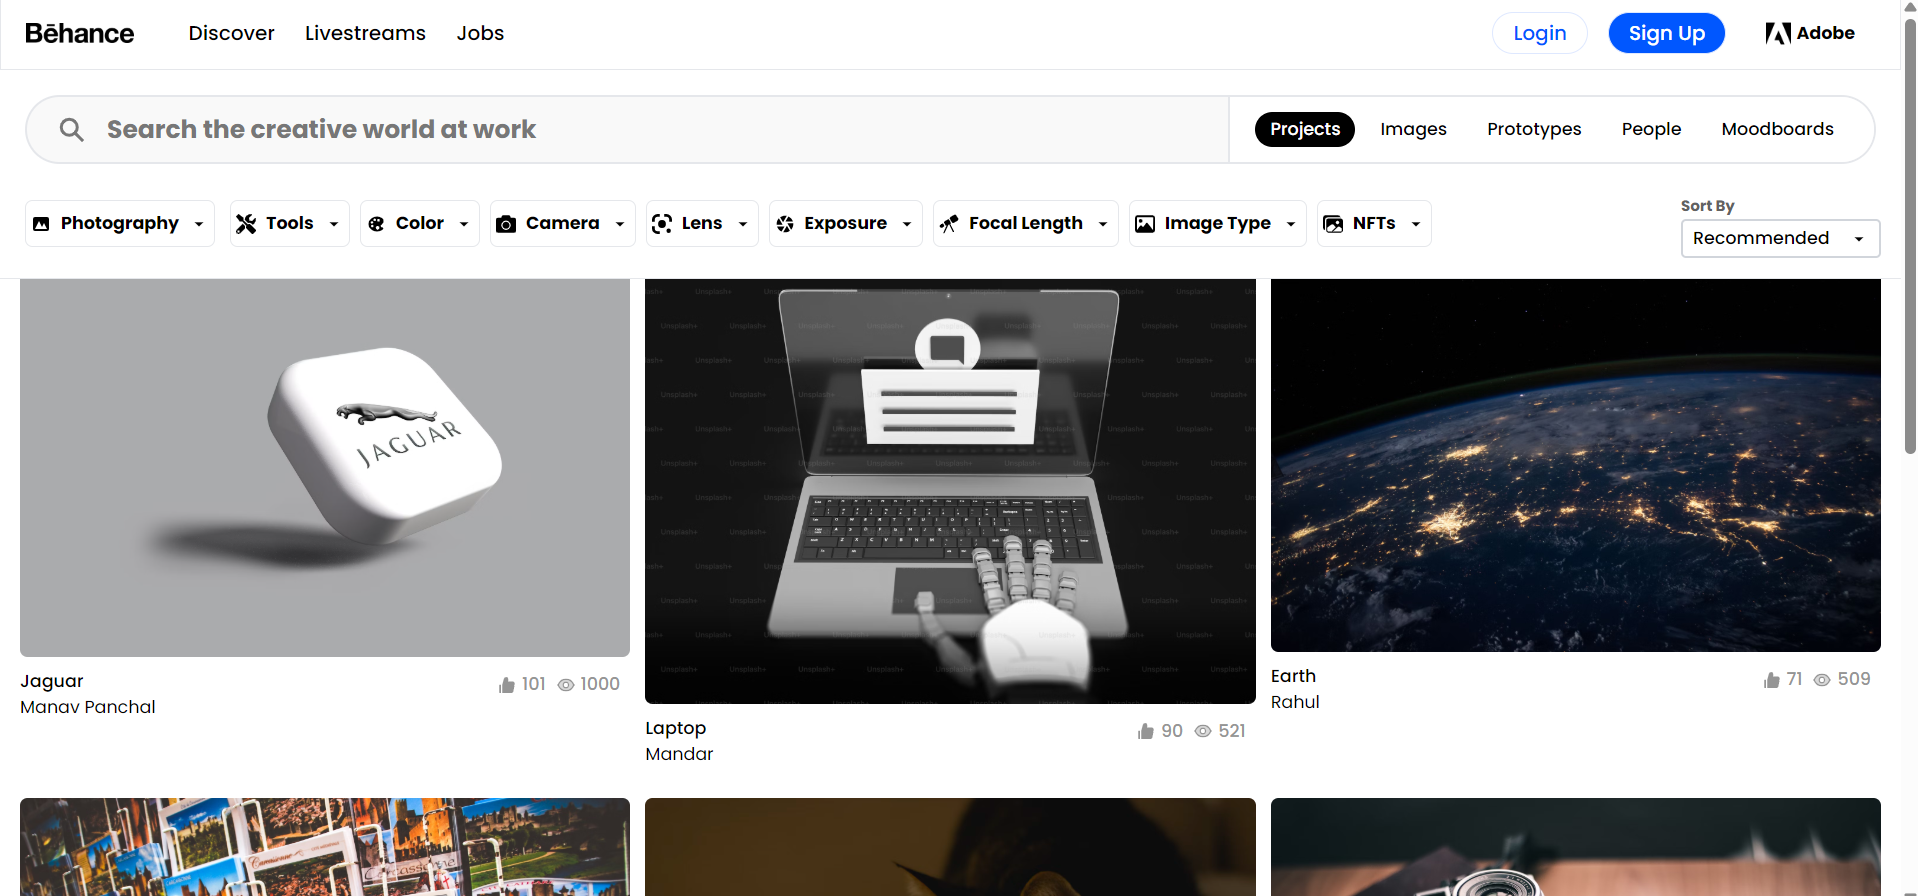 Bēhance
Discover
Livestreams
Jobs
Login
Sign Up
Adobe
Search the creative world at work
Projects
Images
Prototypes
People
Moodboards
Photography
Tools
Color
Camera
Lens
Exposure
Focal Length
Image Type
NFTs
Sort By
Recommended
JAGUAR
Unsplash+
Jaguar
101
1000
Manav Panchal
Laptop
90
521
Mandar
Earth
71
509
Rahul
Carcassonne